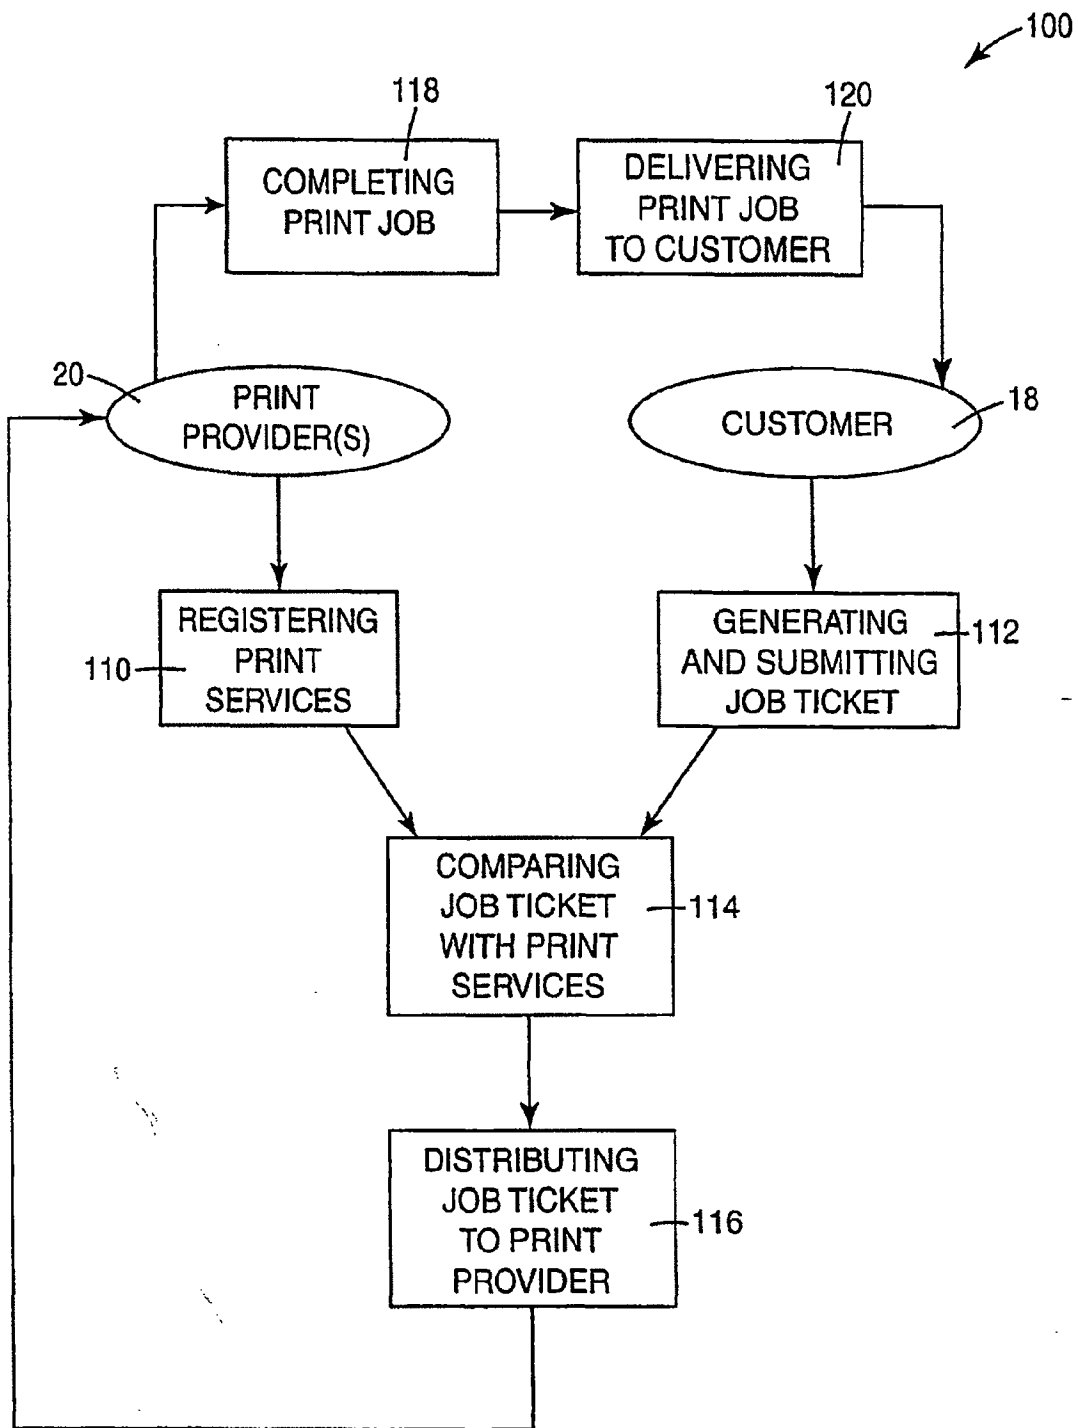 100
118
120
COMPLETING
PRINT JOB
DELIVERING
PRINT JOB
TO CUSTOMER
20
PRINT
PROVIDER(S)
CUSTOMER
18
REGISTERING
PRINT
SERVICES
110
GENERATING
AND SUBMITTING
JOB TICKET
112
COMPARING
JOB TICKET
WITH PRINT
SERVICES
114
DISTRIBUTING
JOB TICKET
TO PRINT
PROVIDER
116